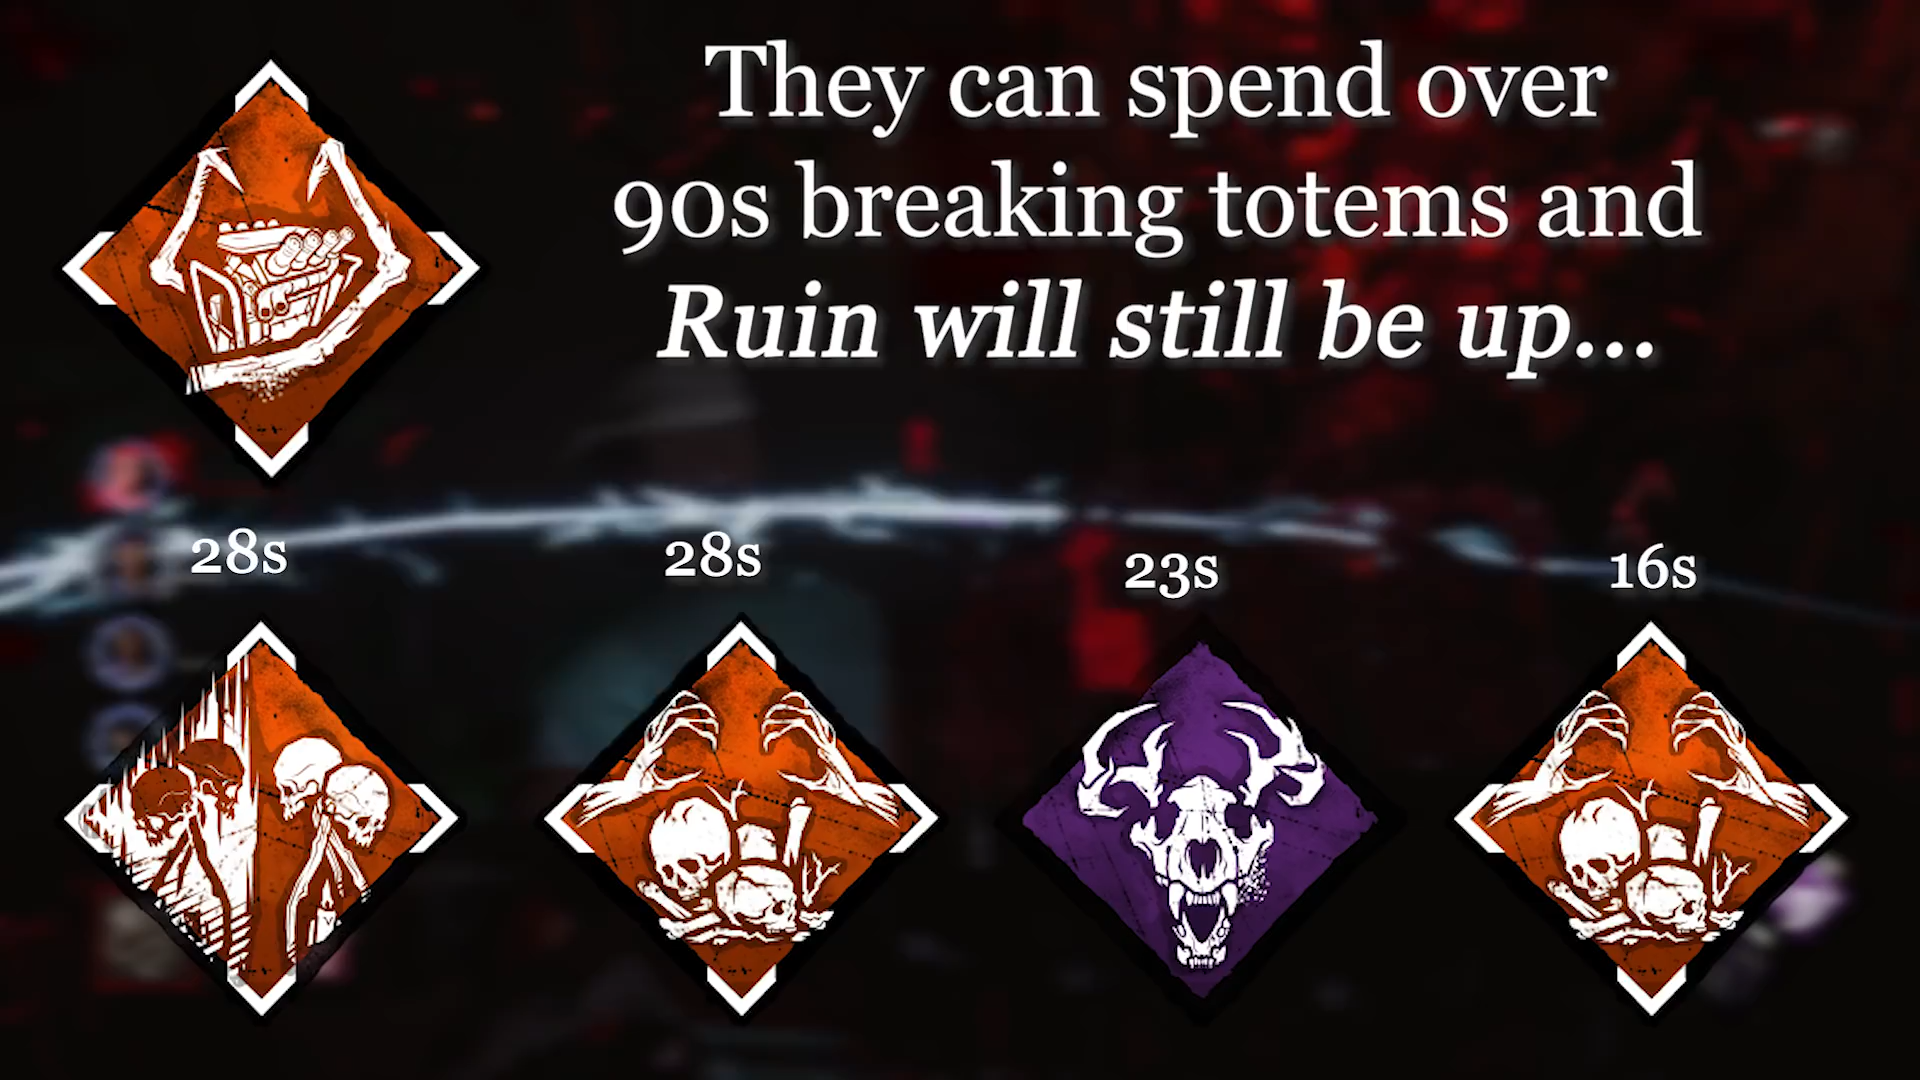 They can spend over
90s breaking totems and
Ruin will still be up...
28s
28s
23s
16s